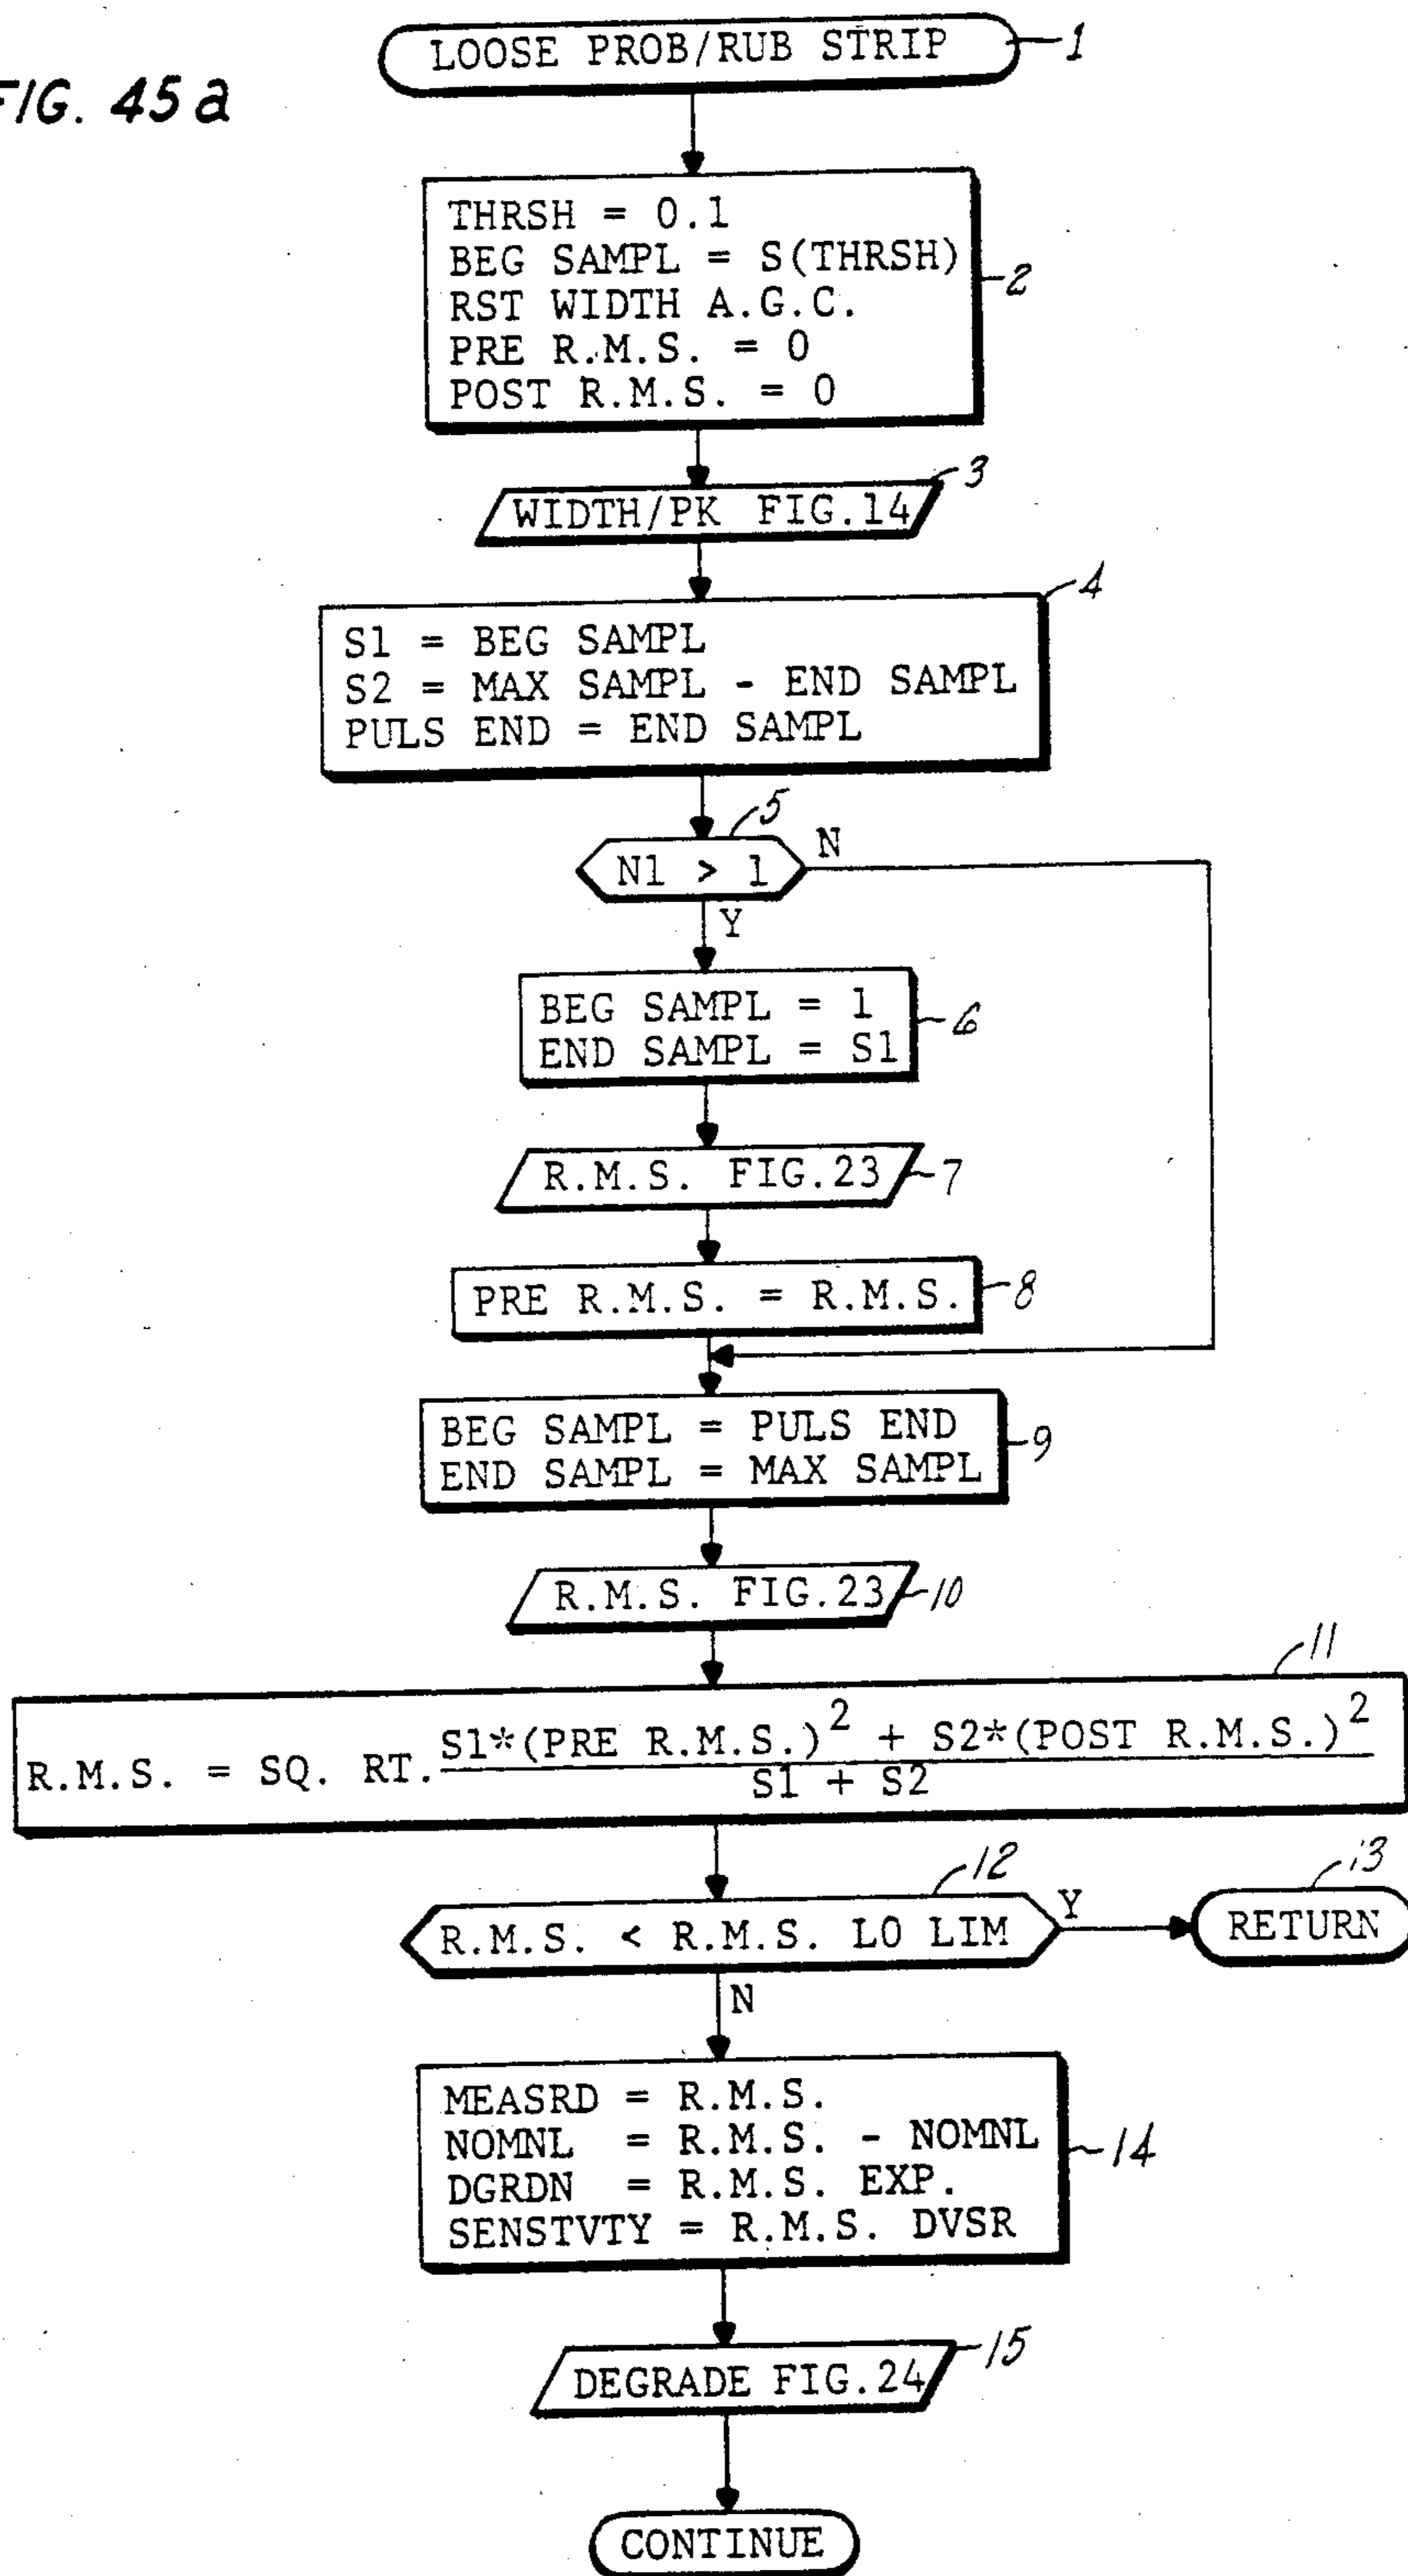 FIG. 45a
LOOSE PROB/RUB STRIP
1
THRSH = 0.1
BEG SAMPL = S(THRSH)
RST WIDTH A.G.C.
PRE R.M.S. = 0
POST R.M.S. = 0
2
WIDTH/PK FIG.14
3
S1 = BEG SAMPL
S2 = MAX SAMPL - END SAMPL
PULS END = END SAMPL
4
N1 > 1
5
N
Y
BEG SAMPL = 1
END SAMPL = S1
6
R.M.S. FIG.23
7
PRE R.M.S. = R.M.S.
8
BEG SAMPL = PULS END
END SAMPL = MAX SAMPL
9
R.M.S. FIG.23
10
11
R.M.S. = SQ. RT. S1*(PRE R.M.S.)2 + S2*(POST R.M.S.)2
S1 + S2
12
R.M.S. < R.M.S. LO LIM
Y
13
RETURN
N
MEASRD = R.M.S.
NOMNL = R.M.S. - NOMNL
DGRDN = R.M.S. EXP.
SENSTVTY = R.M.S. DVSR
14
DEGRADE FIG.24
15
CONTINUE